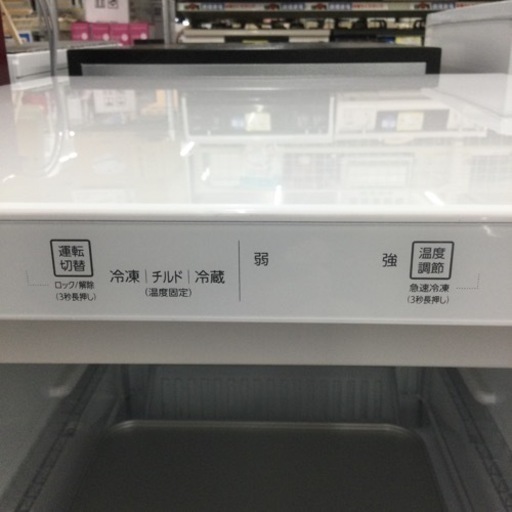 運転
切替
ロック/解除
(3秒長押し)
冷凍|チルド|冷蔵
(温度固定)
弱
強
温度
調節
急速冷凍
(3秒長押し)